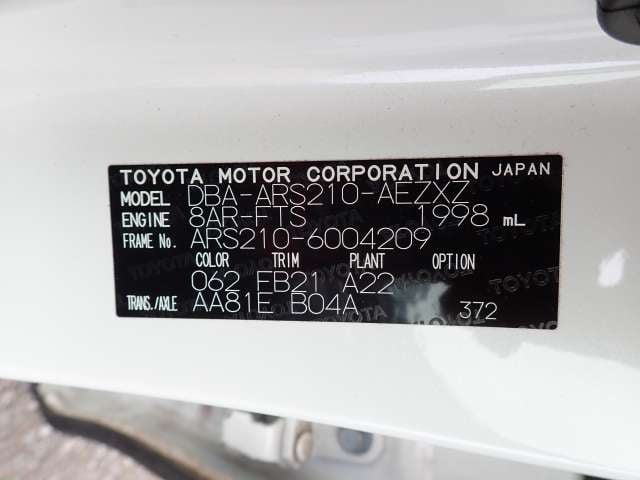 TOYOTA MOTOR CORPORATION JAPAN
MODEL DBA-ARS210-AEZXZ
ENGINE 8AR-FTS 1998 mL
FRAME No. ARS210-6004209
COLOR TRIM PLANT OPTION
062 EB21 A22
TRANS./AXLE AA81E B04A 372